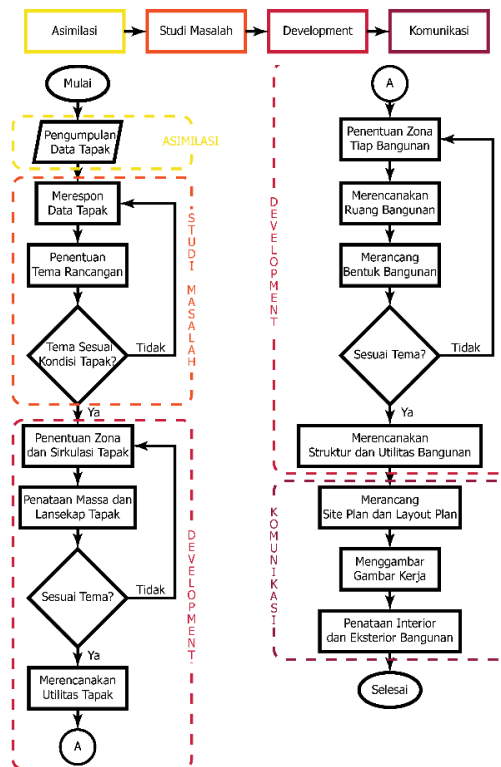 Asimilasi
Studi Masalah
Development
Komunikasi
Mulai
Pengumpulan
Data Tapak
ASIMILASI
Merespon
Data Tapak
Penentuan
Tema Rancangan
Tema Sesuai
Kondisi Tapak?
Tidak
Ya
STUDI MASALAH
Penentuan Zona
dan Sirkulasi Tapak
Penataan Massa dan
Lansekap Tapak
Sesuai Tema?
Tidak
Ya
Merencanakan
Utilitas Tapak
A
DEVELOPMENT
A
Penentuan Zona
Tiap Bangunan
Merencanakan
Ruang Bangunan
Merancang
Bentuk Bangunan
Sesuai Tema?
Tidak
Ya
Merencanakan
Struktur dan Utilitas Bangunan
DEVELOPMENT
Merancang
Site Plan dan Layout Plan
Menggambar
Gambar Kerja
Penataan Interior
dan Eksterior Bangunan
KOMUNIKASI
Selesai